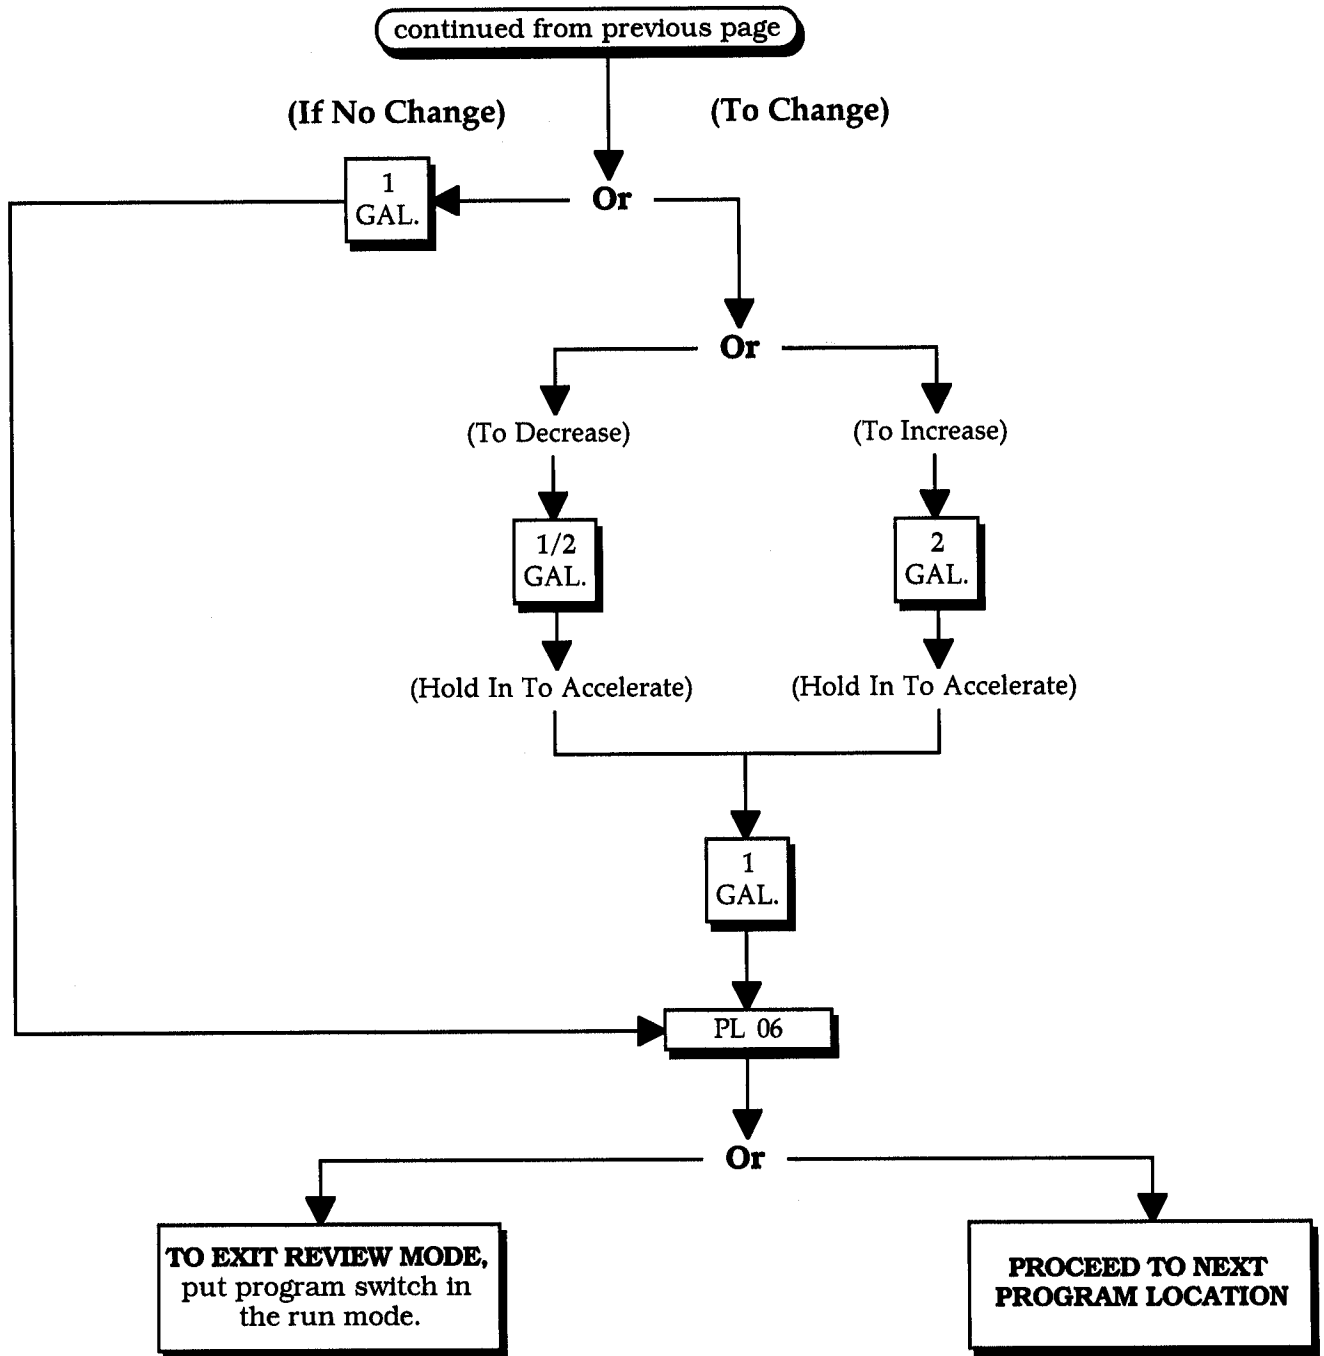 continued from previous page
(If No Change)
(To Change)
1
GAL.
Or
Or
(To Decrease)
(To Increase)
1/2
GAL.
2
GAL.
(Hold In To Accelerate)
(Hold In To Accelerate)
1
GAL.
PL 06
Or
TO EXIT REVIEW MODE,
put program switch in
the run mode.
PROCEED TO NEXT
PROGRAM LOCATION